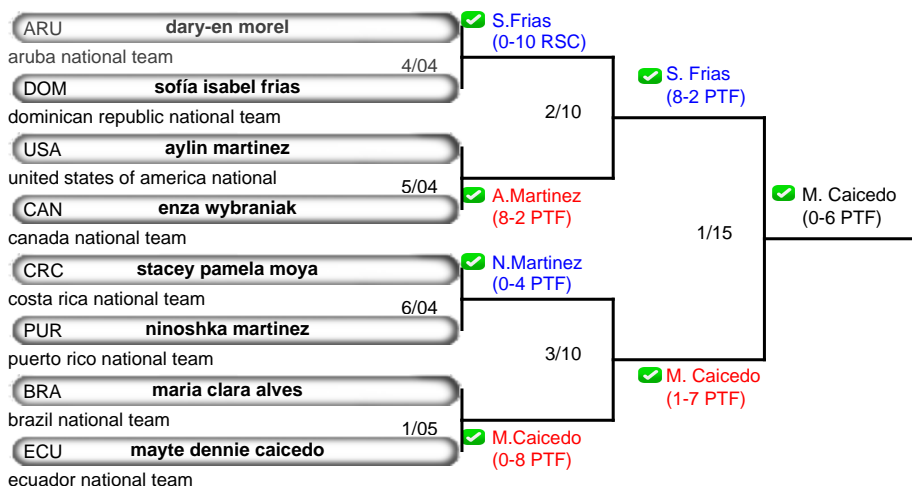 ARU dary-en morel
aruba national team
4/04
DOM sofía isabel frias
dominican republic national team
S.Frias
(0-10 RSC)
USA aylin martinez
united states of america national
5/04
CAN enza wybraniak
canada national team
A.Martinez
(8-2 PTF)
2/10
S. Frias
(8-2 PTF)
CRC stacey pamela moya
costa rica national team
6/04
PUR ninoshka martinez
puerto rico national team
N.Martinez
(0-4 PTF)
BRA maria clara alves
brazil national team
1/05
ECU mayte dennie caicedo
ecuador national team
M.Caicedo
(0-8 PTF)
3/10
M. Caicedo
(1-7 PTF)
1/15
M. Caicedo
(0-6 PTF)